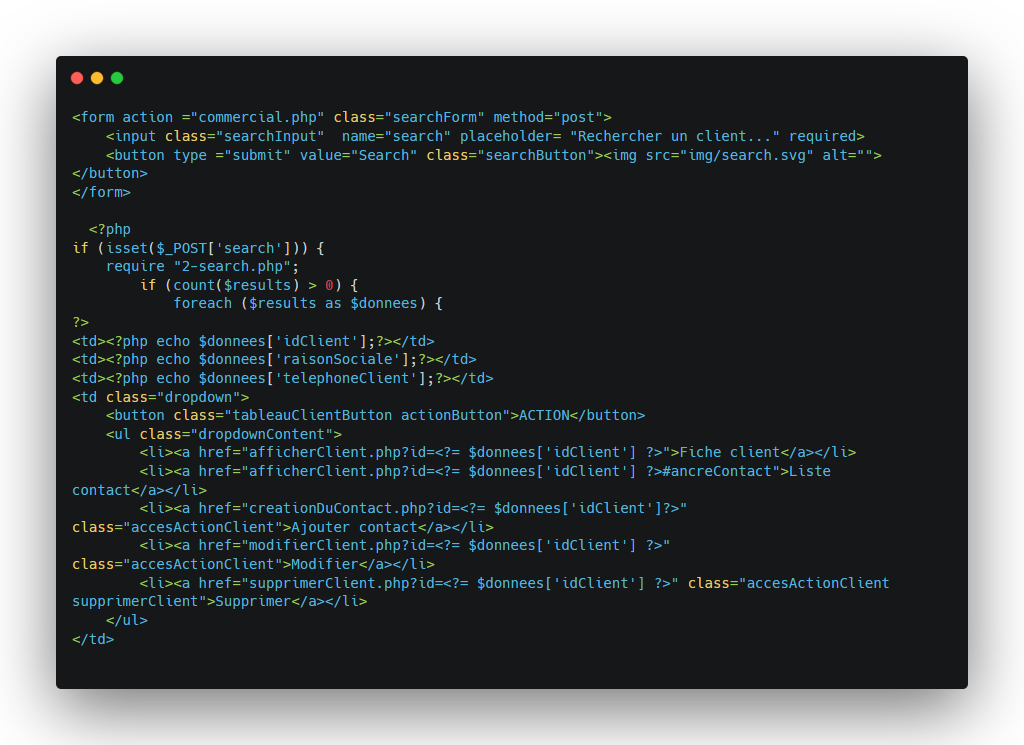 <form action ="commercial.php" class="searchForm" method="post">
    <input class="searchInput"  name="search" placeholder= "Rechercher un client..." required>
    <button type ="submit" value="Search" class="searchButton"><img src="img/search.svg" alt="">
</button>
</form>

  <?php
if (isset($_POST['search'])) {
    require "2-search.php";
        if (count($results) > 0) {
            foreach ($results as $donnees) {
?>
<td><?php echo $donnees['idClient'];?></td>
<td><?php echo $donnees['raisonSociale'];?></td>
<td><?php echo $donnees['telephoneClient'];?></td>
<td class="dropdown">
    <button class="tableauClientButton actionButton">ACTION</button>
    <ul class="dropdownContent">
        <li><a href="afficherClient.php?id=<?= $donnees['idClient'] ?>">Fiche client</a></li>
        <li><a href="afficherClient.php?id=<?= $donnees['idClient'] ?>#ancreContact">Liste
contact</a></li>
        <li><a href="creationDuContact.php?id=<?= $donnees['idClient']?>"
class="accesActionClient">Ajouter contact</a></li>
        <li><a href="modifierClient.php?id=<?= $donnees['idClient'] ?>"
class="accesActionClient">Modifier</a></li>
        <li><a href="supprimerClient.php?id=<?= $donnees['idClient'] ?>" class="accesActionClient
supprimerClient">Supprimer</a></li>
    </ul>
</td>